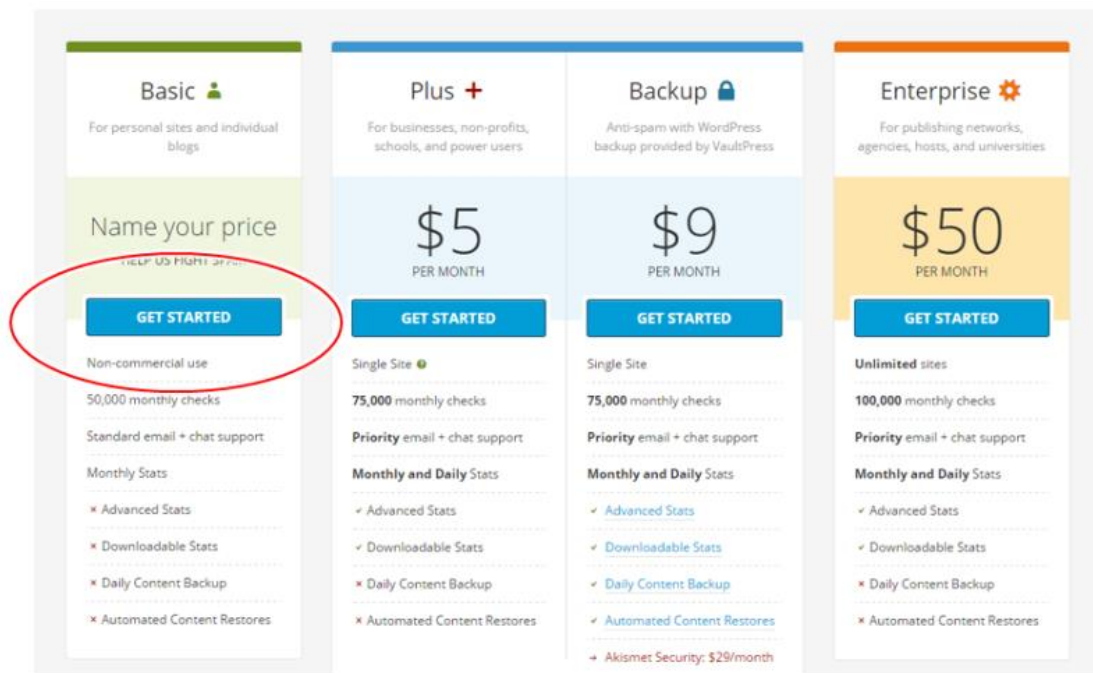 Basic
For personal sites and individual
blogs
Name your price
HELP US FIGHT
GET STARTED
Non-commercial use
50,000 monthly checks
Standard email + chat support
Monthly Stats
× Advanced Stats
× Downloadable Stats
× Daily Content Backup
× Automated Content Restores
Plus +
For businesses, non-profits,
schools, and power users
$5
PER MONTH
GET STARTED
Single Site ?
75,000 monthly checks
Priority email + chat support
Monthly and Daily Stats
✓ Advanced Stats
✓ Downloadable Stats
× Daily Content Backup
× Automated Content Restores
Backup
Anti-spam with WordPress
backup provided by VaultPress
$9
PER MONTH
GET STARTED
Single Site
75,000 monthly checks
Priority email + chat support
Monthly and Daily Stats
✓ Advanced Stats
✓ Downloadable Stats
✓ Daily Content Backup
✓ Automated Content Restores
→ Akismet Security: $29/month
Enterprise
For publishing networks,
agencies, hosts, and universities
$50
PER MONTH
GET STARTED
Unlimited sites
100,000 monthly checks
Priority email + chat support
Monthly and Daily Stats
✓ Advanced Stats
✓ Downloadable Stats
× Daily Content Backup
× Automated Content Restores